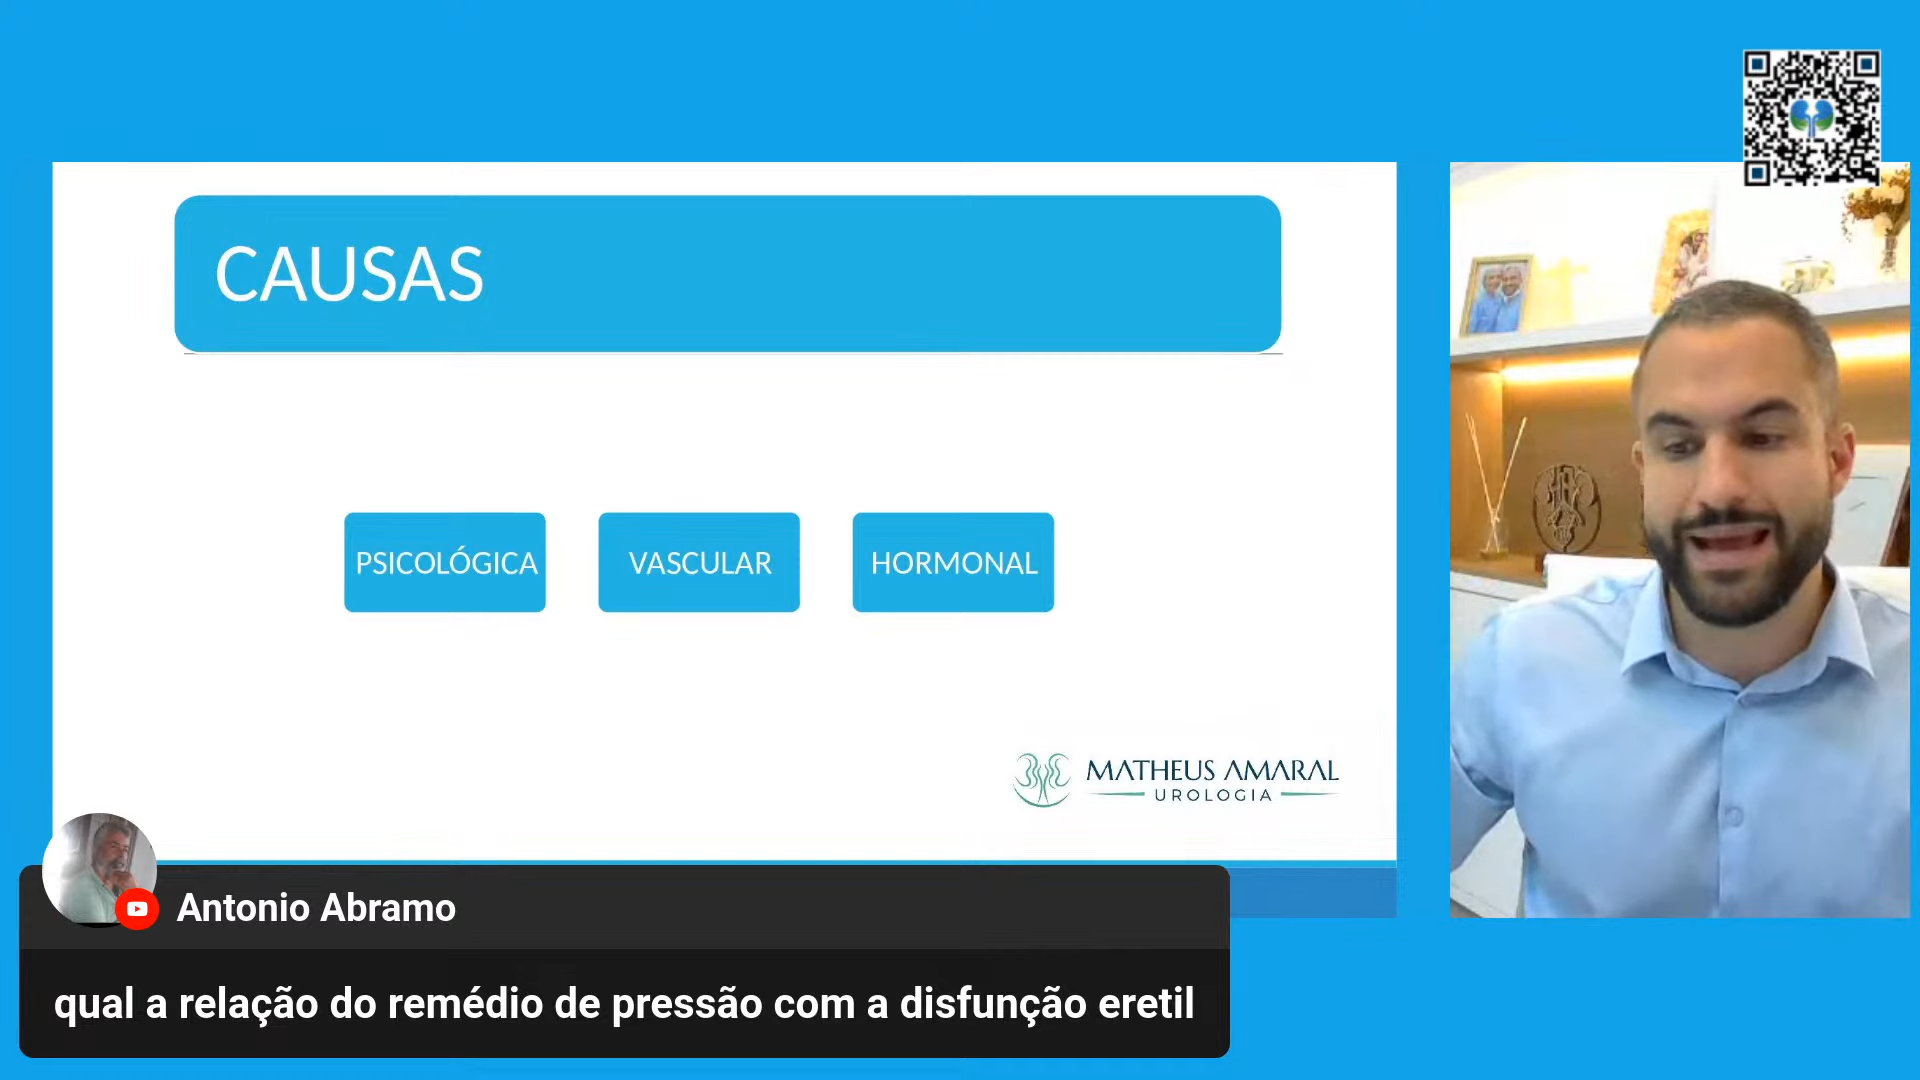 CAUSAS
PSICOLÓGICA
VASCULAR
HORMONAL
MATHEUS AMARAL
UROLOGIA
Antonio Abramo
qual a relação do remédio de pressão com a disfunção eretil